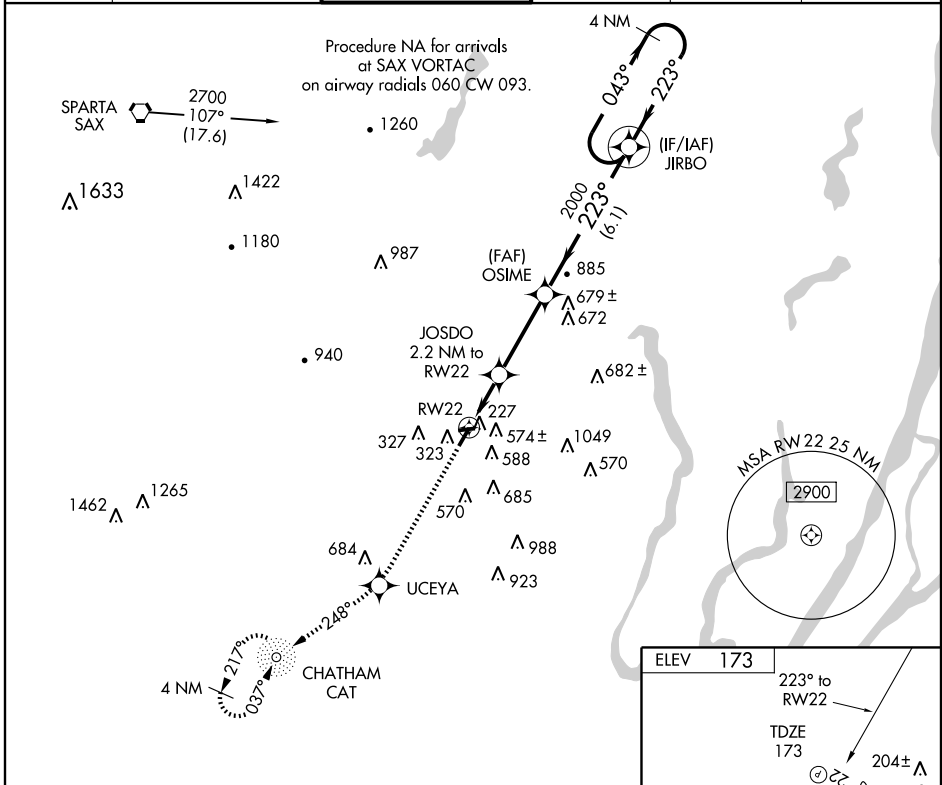 Procedure NA for arrivals
at SAX VORTAC
on airway radials 060 CW 093.
4 NM
043°
223°
SPARTA
SAX
2700
107°
(17.6)
1260
(IF/IAF)
JIRBO
1633
1422
2000
223°
(6.1)
1180
987
(FAF)
OSIME
885
679 ±
672
JOSDO
2.2 NM to
RW22
940
682 ±
RW22
227
327
323
574 ±
588
1049
570
MSA RW 22 25 NM
2900
1462
1265
570
685
684
988
923
UCEYA
248°
217°
037°
4 NM
CHATHAM
CAT
ELEV 173
223° to
RW22
TDZE
173
204 ±
P
22